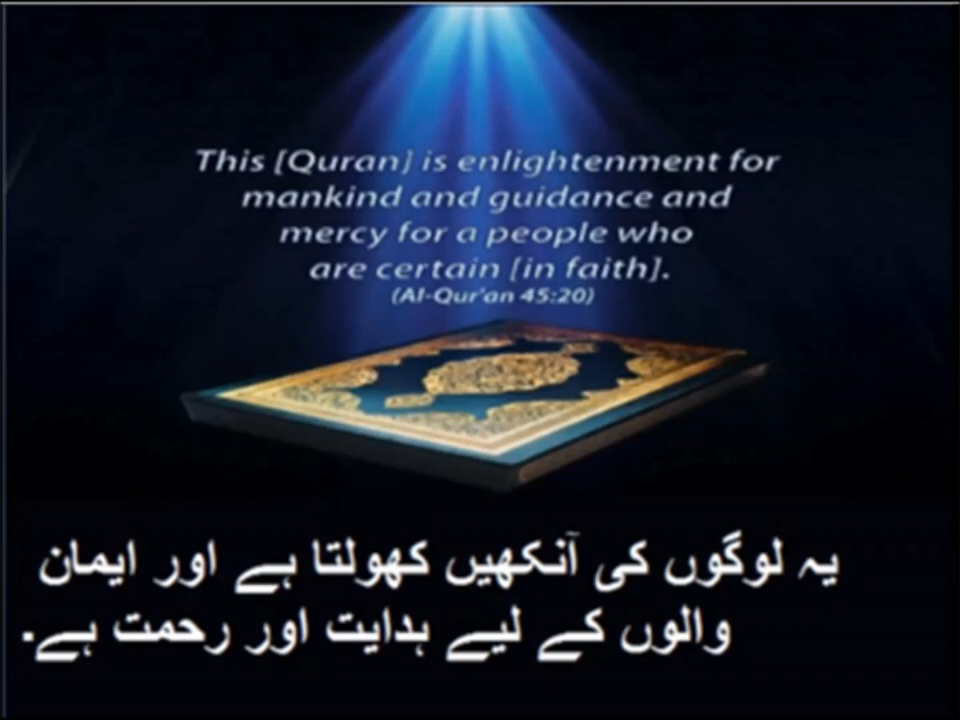 This [Quran] is enlightenment for
mankind and guidance and
mercy for a people who
are certain [in faith].
(Al-Qur'an 45:20)
یہ لوگوں کی آنکھیں کھولتا ہے اور ایمان
والوں کے لیے ہدایت اور رحمت ہے۔